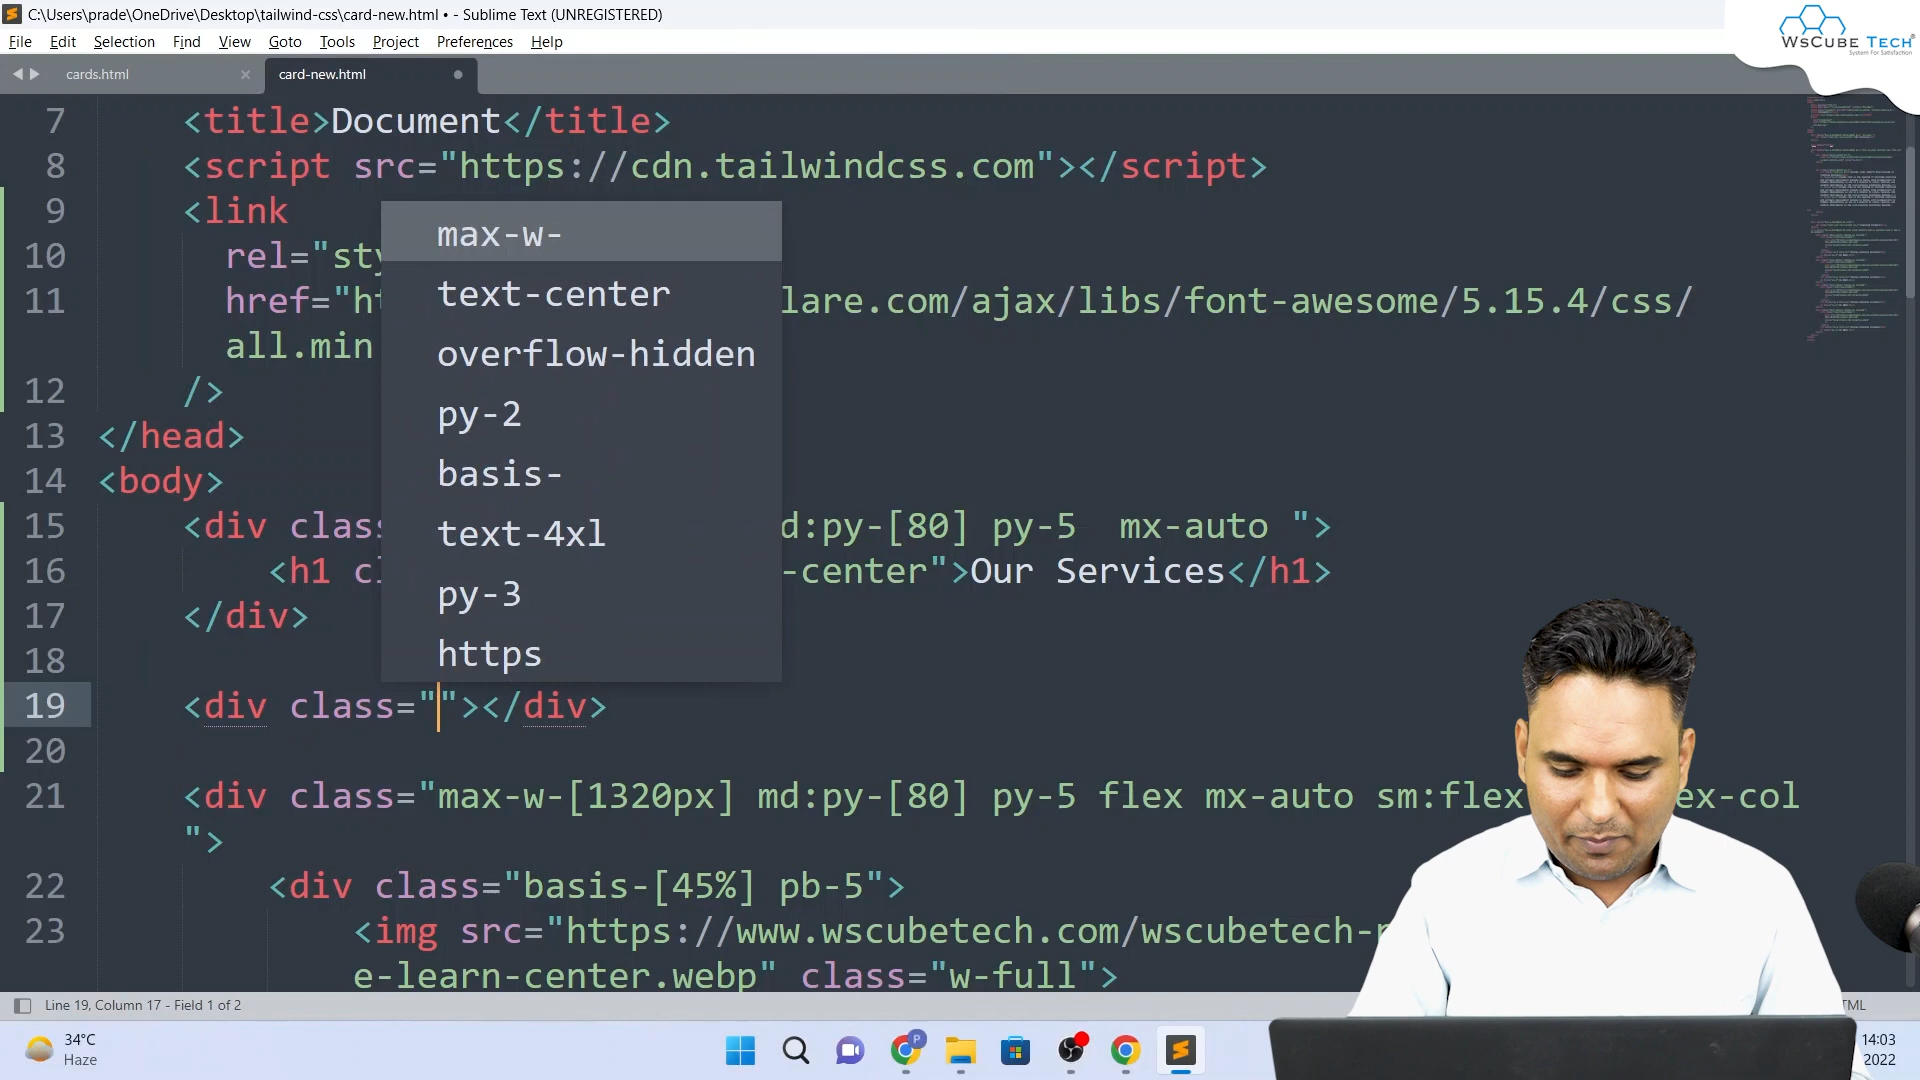 C:\Users\prade\OneDrive\Desktop\tailwind-css\card-new.html • - Sublime Text (UNREGISTERED)
File Edit Selection Find View Goto Tools Project Preferences Help
WsCube Tech®
System For Satisfaction
cards.html × card-new.html
7 <title>Document</title>
8 <script src="https://cdn.tailwindcss.com"></script>
9 <link
10 rel="sty
11 href="ht lare.com/ajax/libs/font-awesome/5.15.4/css/
all.min
12 />
13 </head>
14 <body>
15 <div clas d:py-[80] py-5  mx-auto ">
16 <h1 cl -center">Our Services</h1>
17 </div>
18
19 <div class=""></div>
20
21 <div class="max-w-[1320px] md:py-[80] py-5 flex mx-auto sm:flex ex-col
">
22 <div class="basis-[45%] pb-5">
23 <img src="https://www.wscubetech.com/wscubetech-
e-learn-center.webp" class="w-full">
max-w-
text-center
overflow-hidden
py-2
basis-
text-4xl
py-3
https
Line 19, Column 17 - Field 1 of 2
TML
34°C
Haze
P
14:03
2022